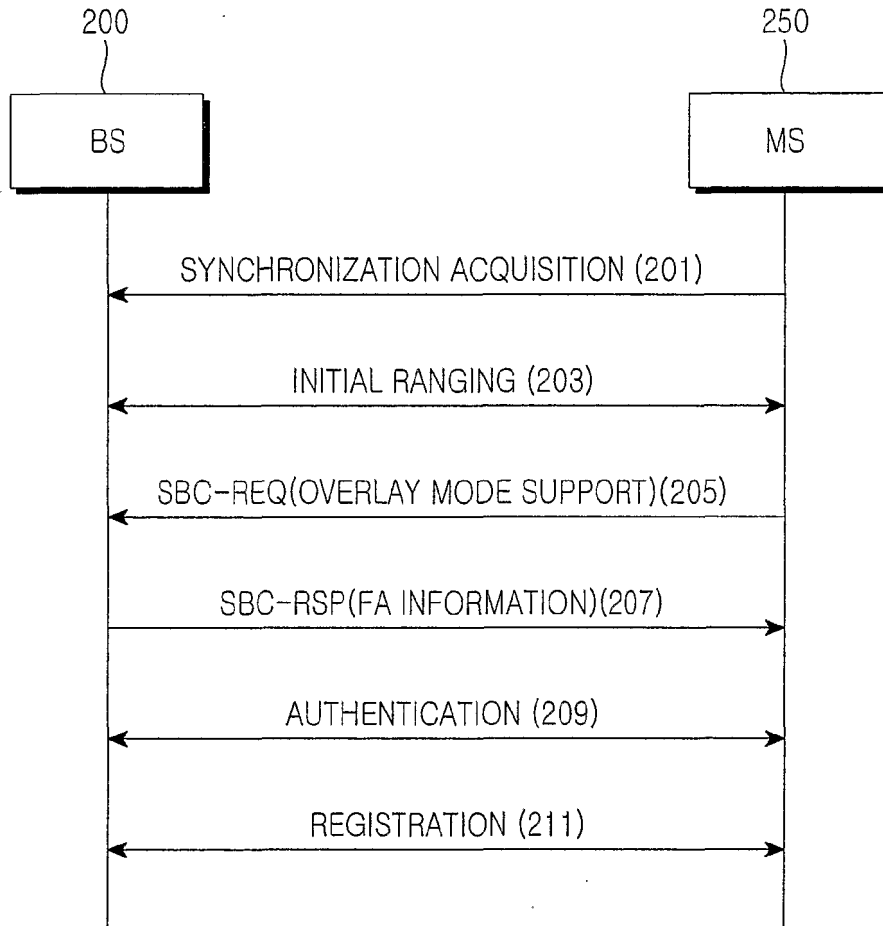 200
250
BS
MS
SYNCHRONIZATION ACQUISITION (201)
INITIAL RANGING (203)
SBC-REQ(OVERLAY MODE SUPPORT)(205)
SBC-RSP(FA INFORMATION)(207)
AUTHENTICATION (209)
REGISTRATION (211)